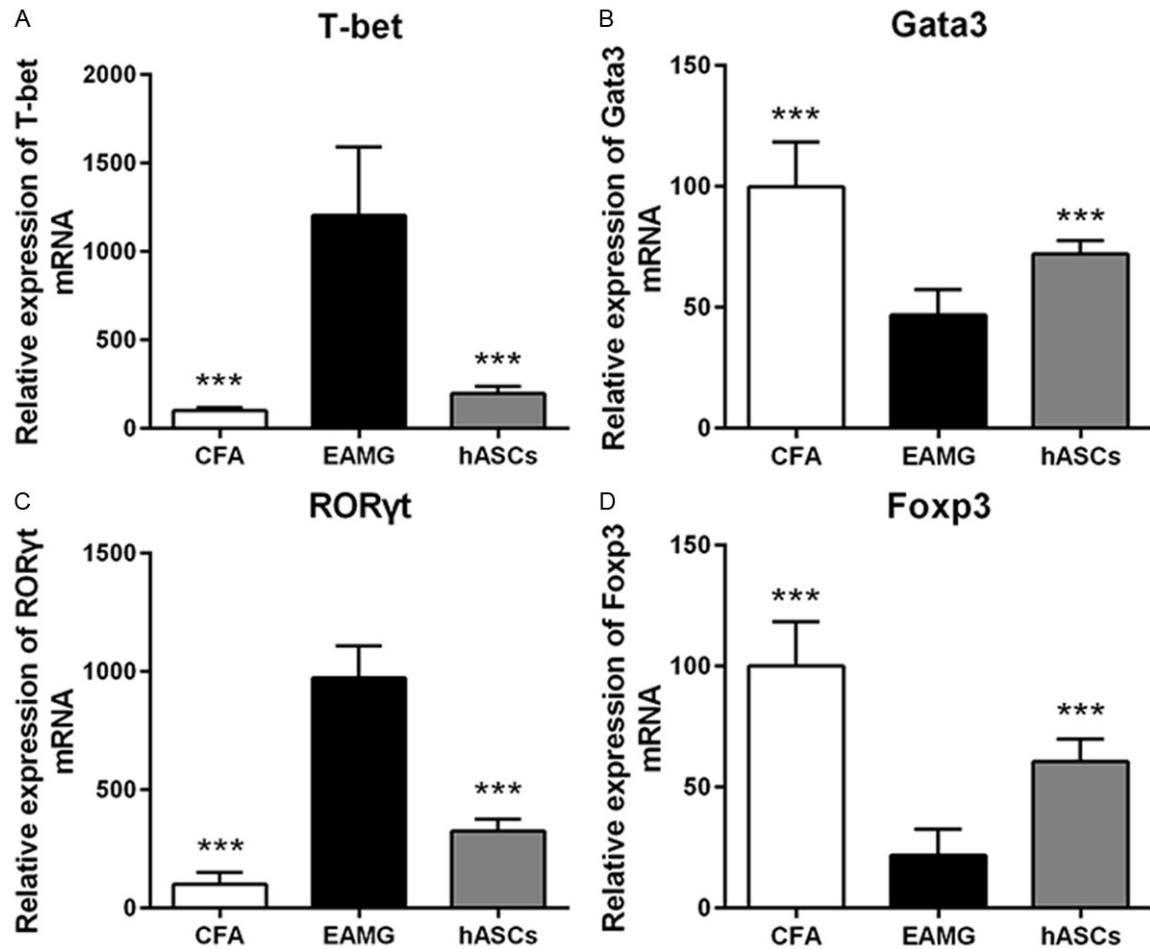 A
T-bet
Relative expression of T-bet
mRNA
2000
1500
1000
500
0
***
***
CFA
EAMG
hASCs
B
Gata3
Relative expression of Gata3
mRNA
150
100
50
0
***
***
CFA
EAMG
hASCs
C
RORγt
Relative expression of RORγt
mRNA
1500
1000
500
0
***
***
CFA
EAMG
hASCs
D
Foxp3
Relative expression of Foxp3
mRNA
150
100
50
0
***
***
CFA
EAMG
hASCs